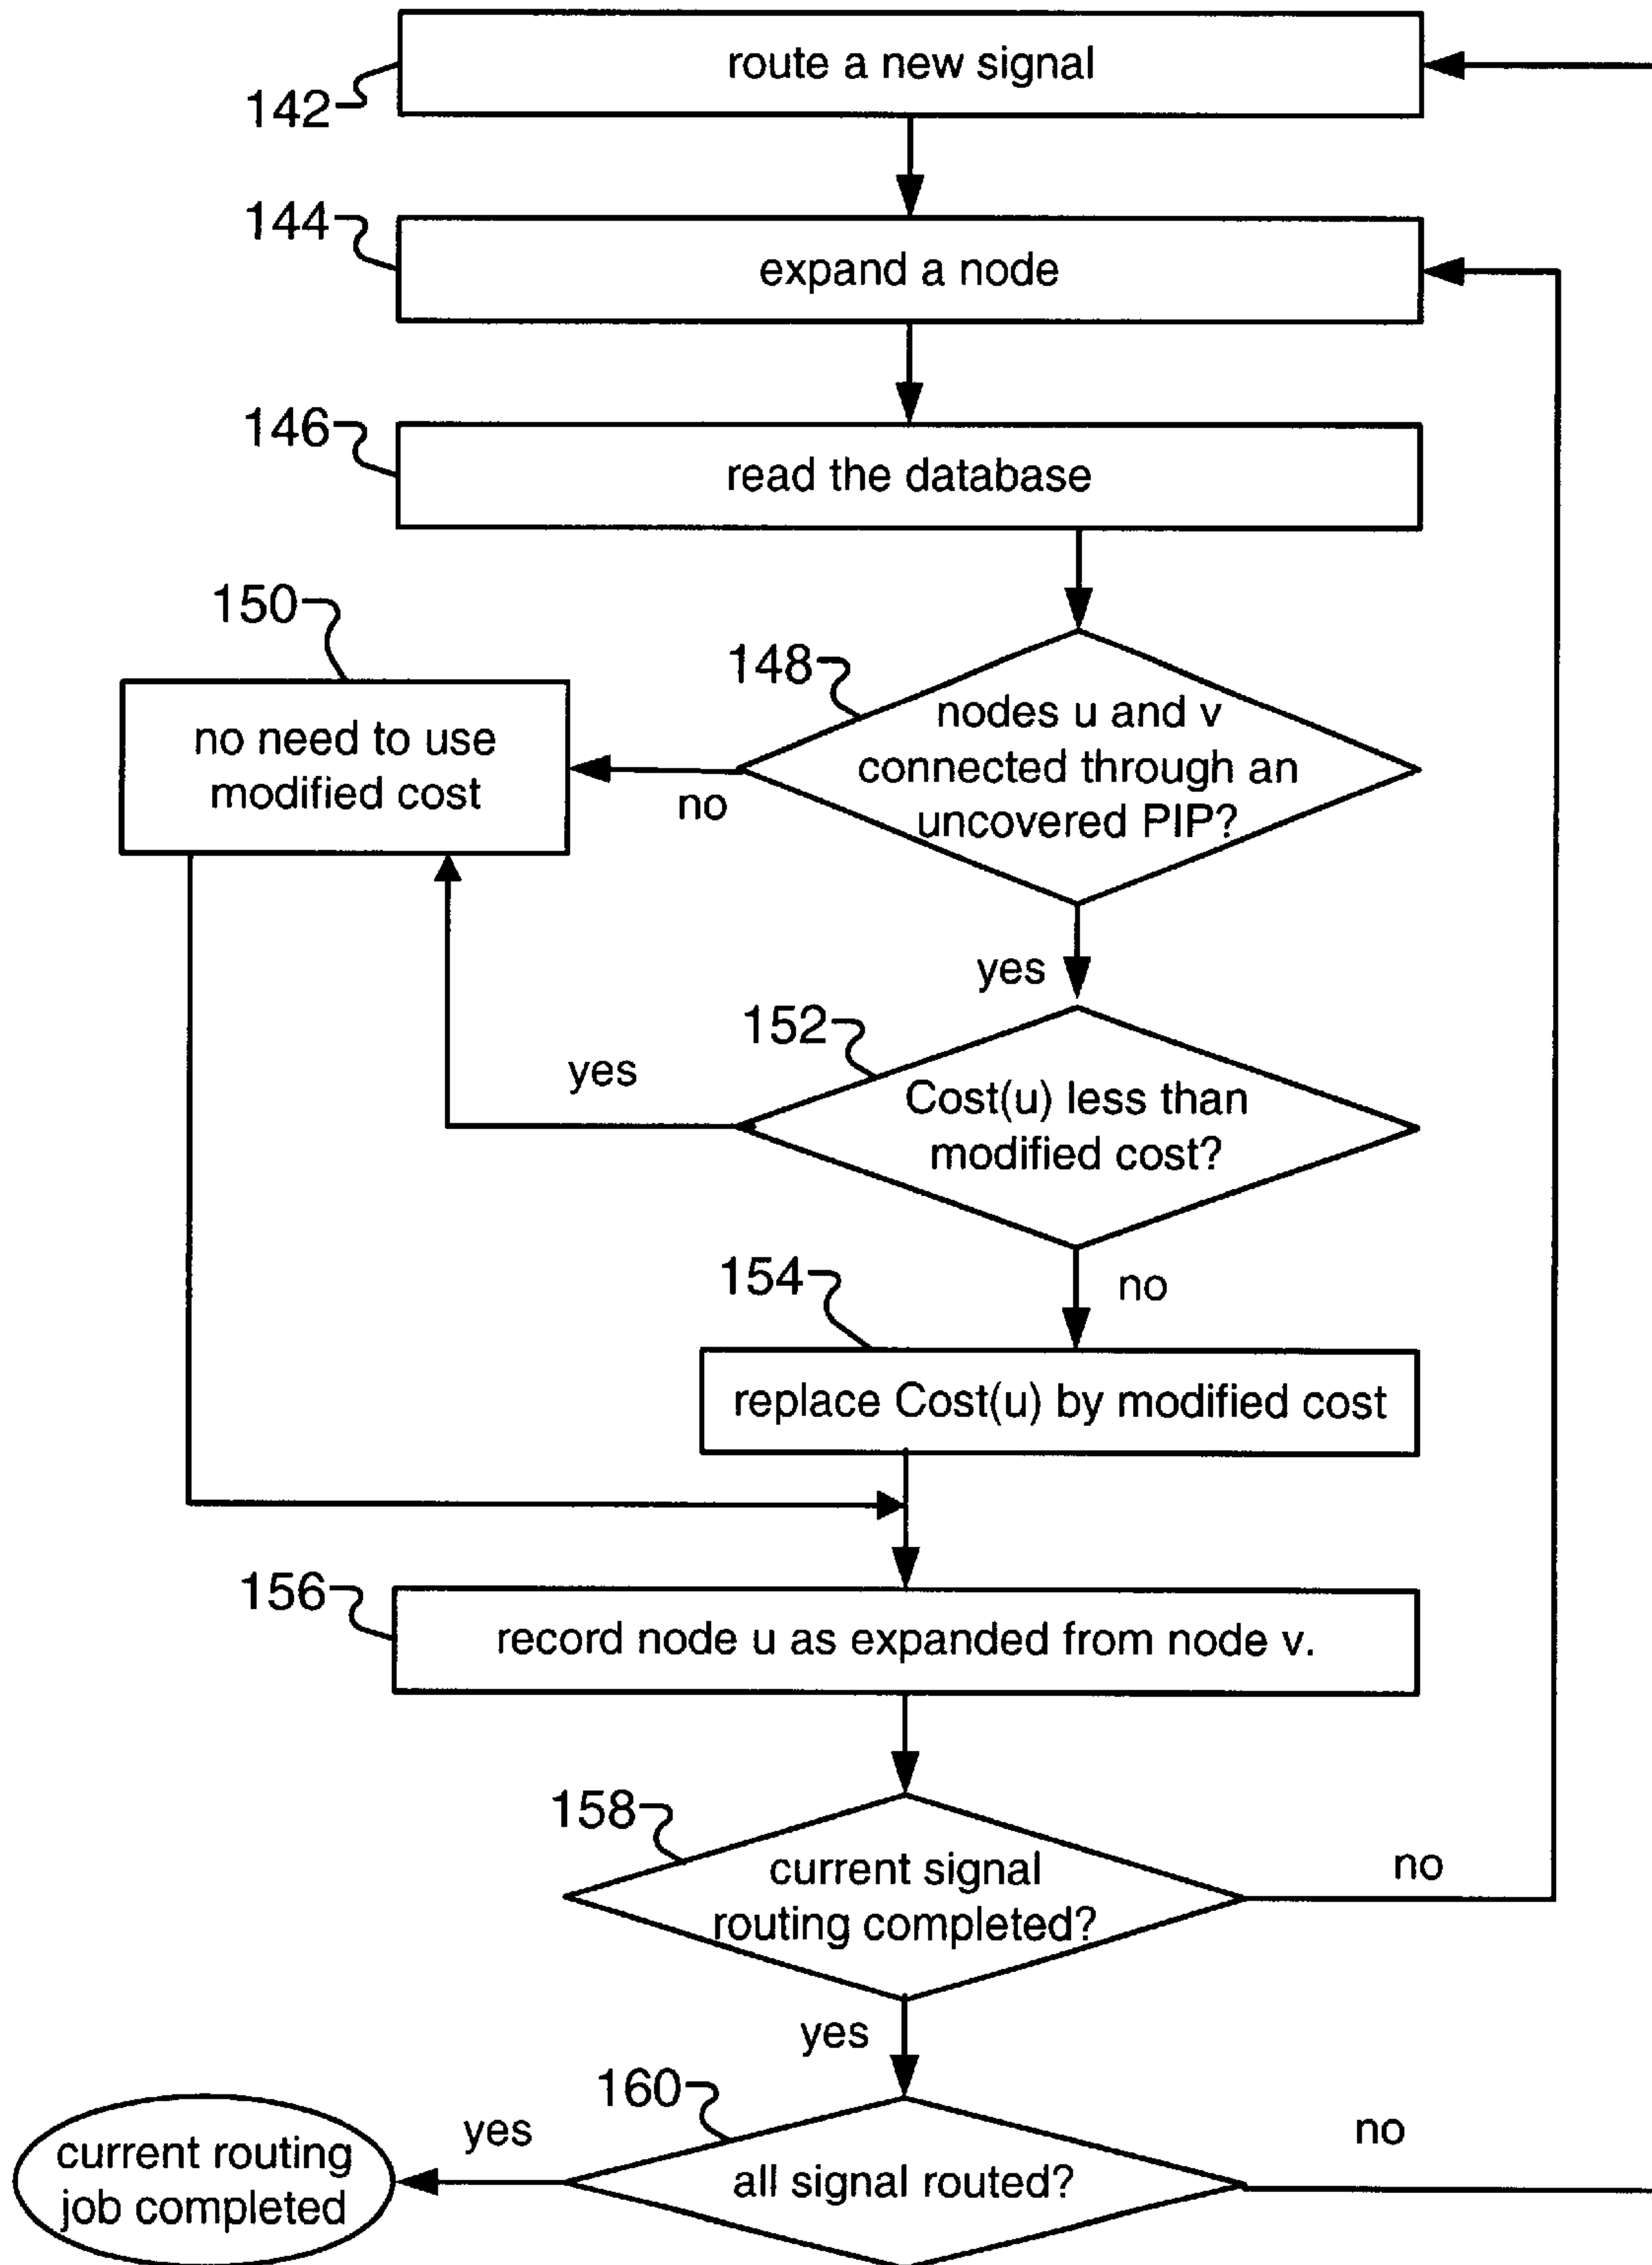 route a new signal
142
144
expand a node
146
read the database
150
148
nodes u and v
connected through an
uncovered PIP?
no need to use
modified cost
no
yes
152
yes
Cost(u) less than
modified cost?
154
no
replace Cost(u) by modified cost
156
record node u as expanded from node v.
158
current signal
routing completed?
no
yes
160
yes
no
all signal routed?
current routing
job completed